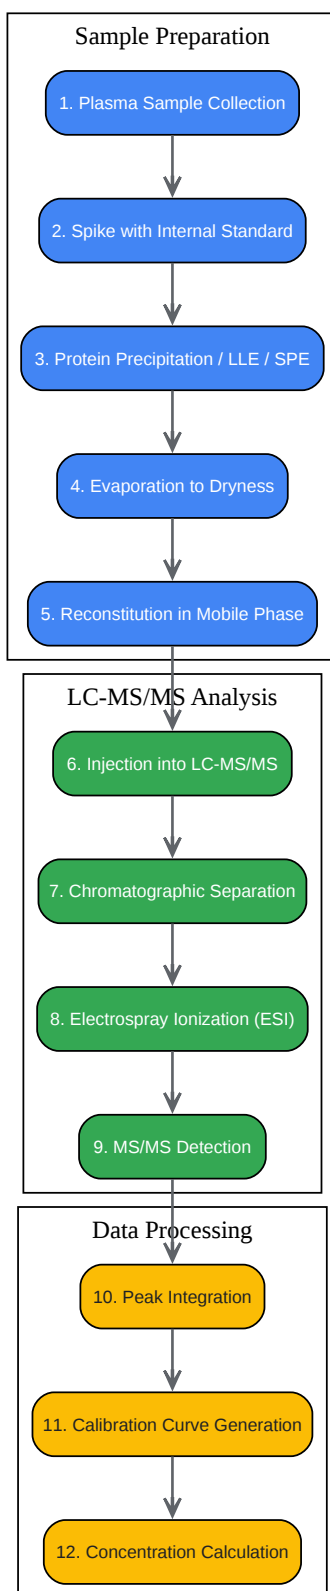 Sample Preparation
1. Plasma Sample Collection
2. Spike with Internal Standard
3. Protein Precipitation / LLE / SPE
4. Evaporation to Dryness
5. Reconstitution in Mobile Phase
LC-MS/MS Analysis
6. Injection into LC-MS/MS
7. Chromatographic Separation
8. Electrospray Ionization (ESI)
9. MS/MS Detection
Data Processing
10. Peak Integration
11. Calibration Curve Generation
12. Concentration Calculation